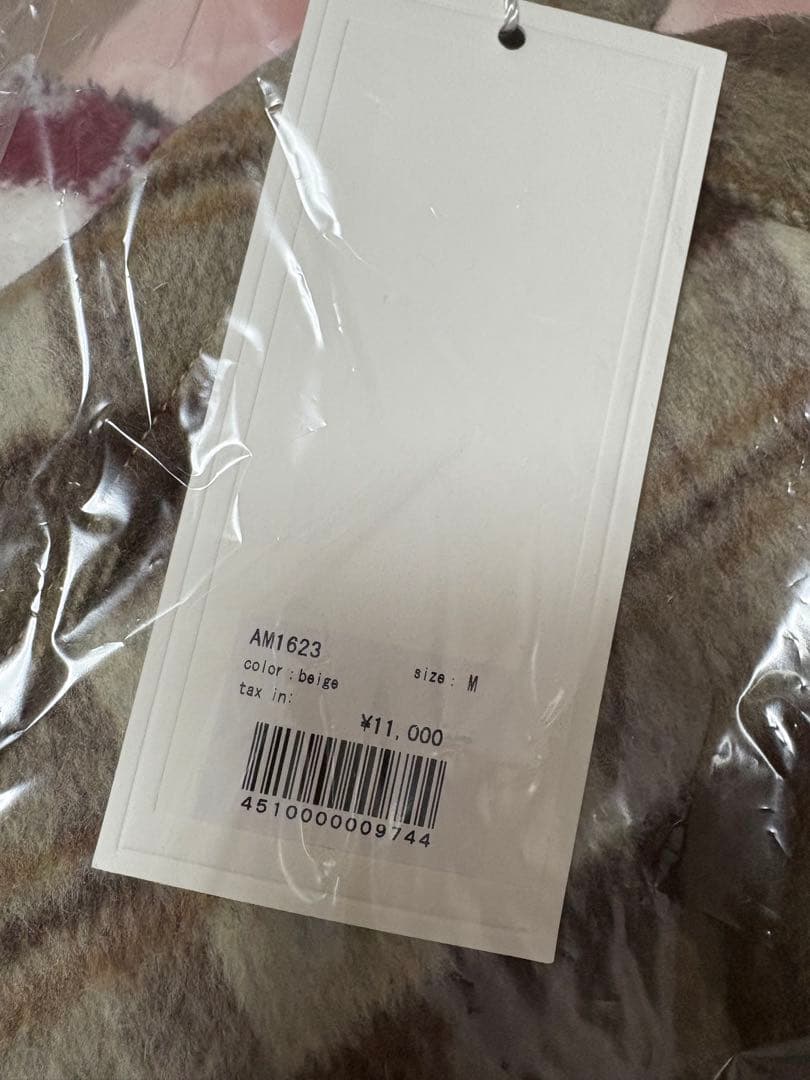 AM1623
color : beige size : M
tax in:
¥11,000
4510000009744